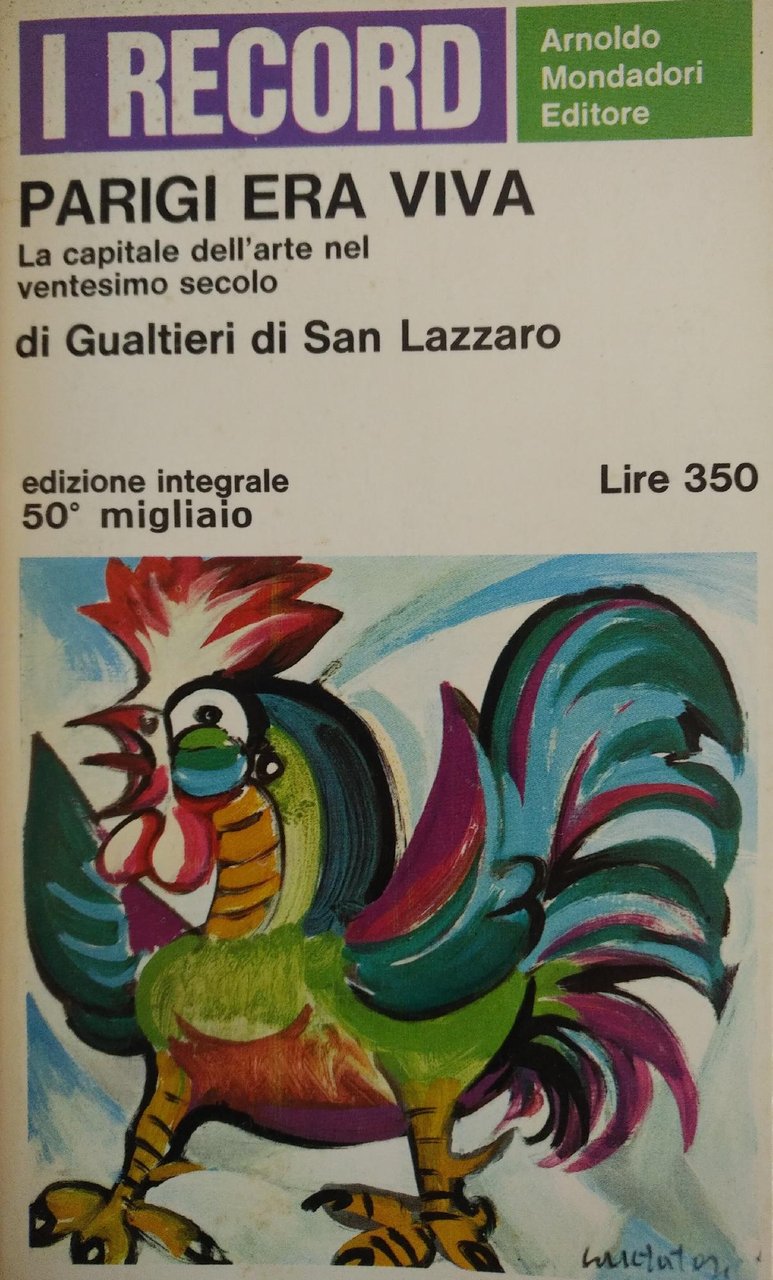 I RECORD
Arnoldo
Mondadori
Editore
PARIGI ERA VIVA
La capitale dell'arte nel
ventesimo secolo
di Gualtieri di San Lazzaro
edizione integrale
Lire 350
50° migliaio